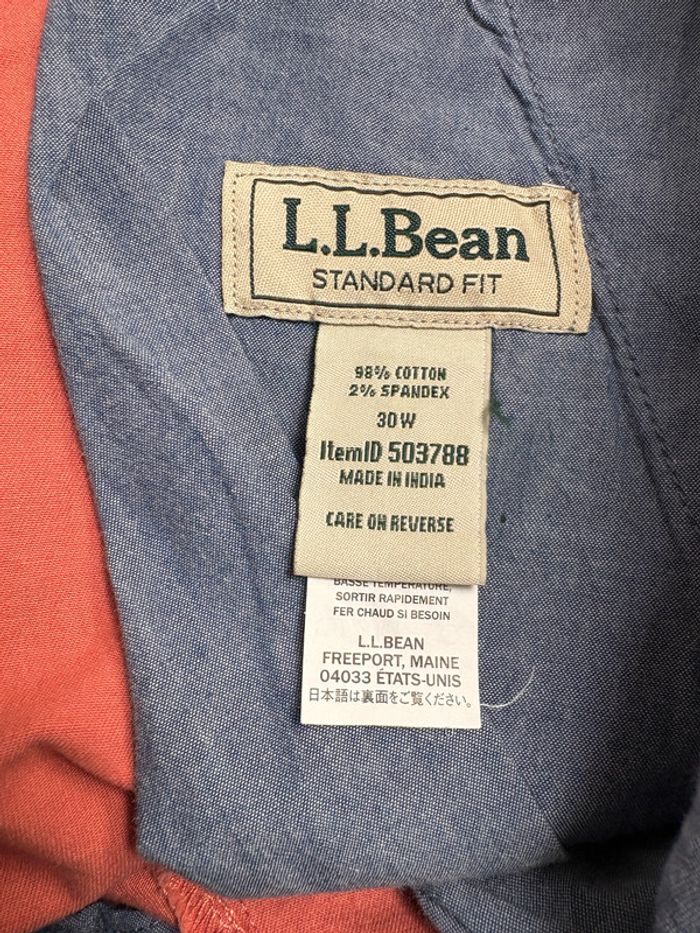 L.L.Bean
STANDARD FIT
98% COTTON
2% SPANDEX
30W
ItemID 503788
MADE IN INDIA
CARE ON REVERSE
BASSE TEMPÉRATURE,
SORTIR RAPIDEMENT
FER CHAUD SI BESOIN
L.L.BEAN
FREEPORT, MAINE
04033 ÉTATS-UNIS
日本語は裏面をご覧ください。